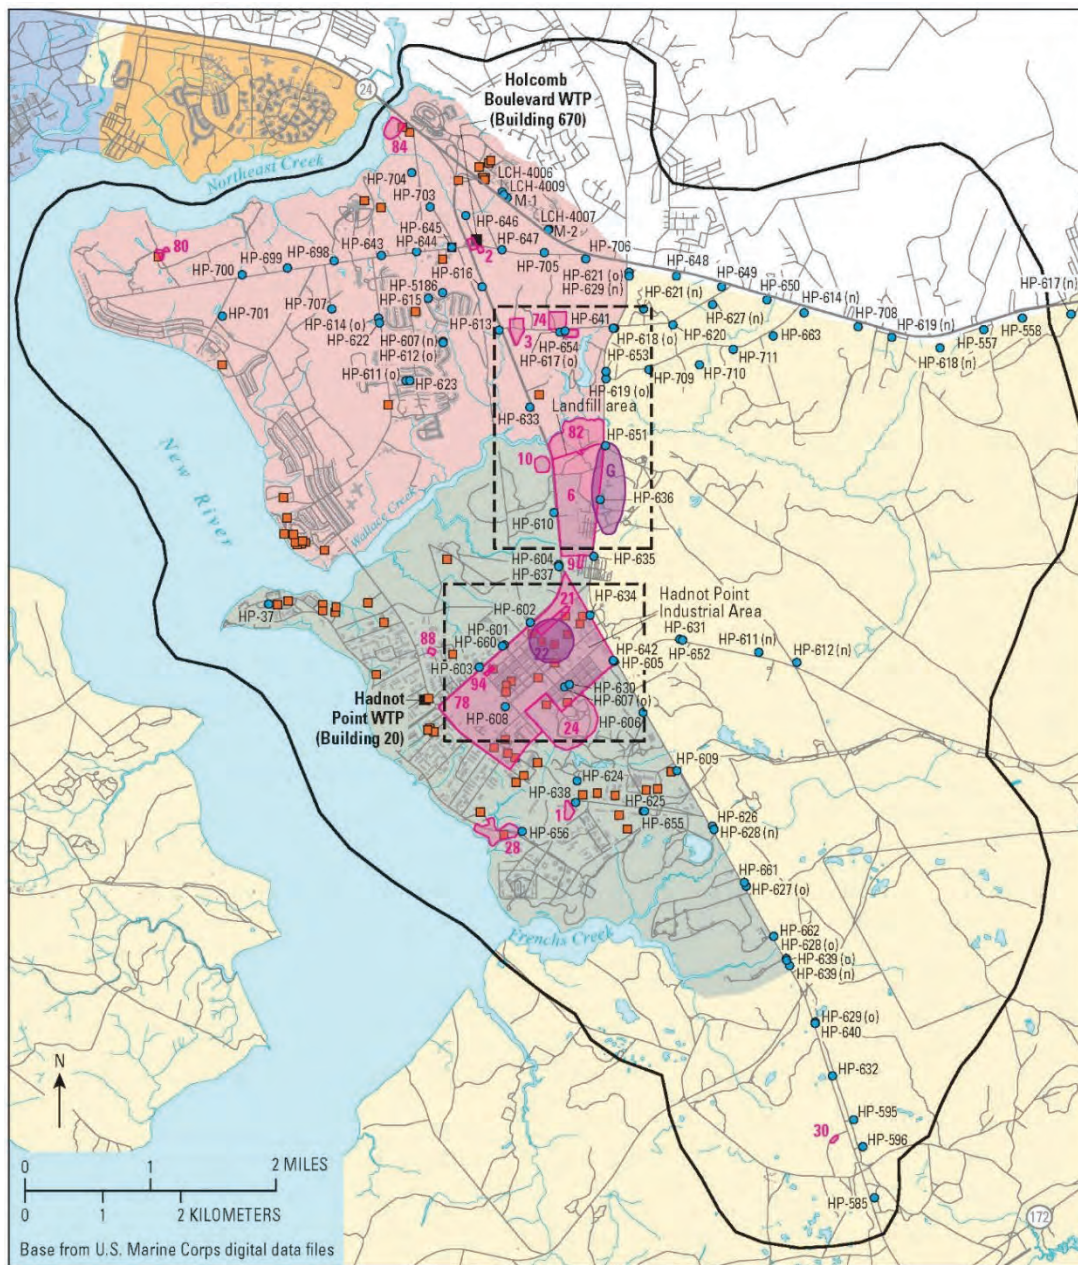 24
Holcomb
Boulevard WTP
(Building 670)
84
Northeast Creek
LCH-4006
LCH-4009
M-1
HP-704
HP-703
LCH-4007
M-2
HP-645
HP-646
80
HP-643
HP-644
HP-647
HP-706
2
HP-698
HP-699
HP-700
HP-705
HP-648
HP-616
HP-621 (o)
HP-629 (n)
HP-649
HP-5186
HP-621 (n)
HP-650
HP-617 (n)
HP-615
HP-614 (n)
HP-707
HP-701
HP-627 (n)
HP-708
HP-558
HP-614 (o)
HP-622
HP-613
74
HP-641
HP-619 (n)
3
HP-654
HP-618 (o)
HP-620
HP-663
HP-557
HP-607 (n)
HP-612 (o)
HP-617 (o)
HP-653
HP-711
HP-618 (n)
HP-611 (o)
HP-623
HP-619 (o)
HP-709
HP-710
HP-633
Landfill area
82
HP-651
New River
10
G
6
HP-636
HP-610
Wallace Creek
HP-604
HP-637
9
HP-635
21
HP-634
Hadnot Point
Industrial Area
HP-37
HP-602
HP-601
HP-660
88
22
HP-631
HP-652
HP-611 (n)
HP-642
HP-605
HP-612 (n)
HP-603
94
HP-630
Hadnot
Point WTP
(Building 20)
78
HP-607 (o)
HP-608
24
HP-606
HP-609
HP-624
HP-638
HP-625
1
HP-655
HP-626
HP-628 (n)
28
HP-656
HP-661
HP-627 (o)
Frenchs Creek
HP-662
HP-628 (o)
HP-639 (o)
HP-639 (n)
HP-629 (o)
HP-640
N
HP-632
HP-595
30
HP-596
0 1 2 MILES
HP-585
0 1 2 KILOMETERS
172
Base from U.S. Marine Corps digital data files